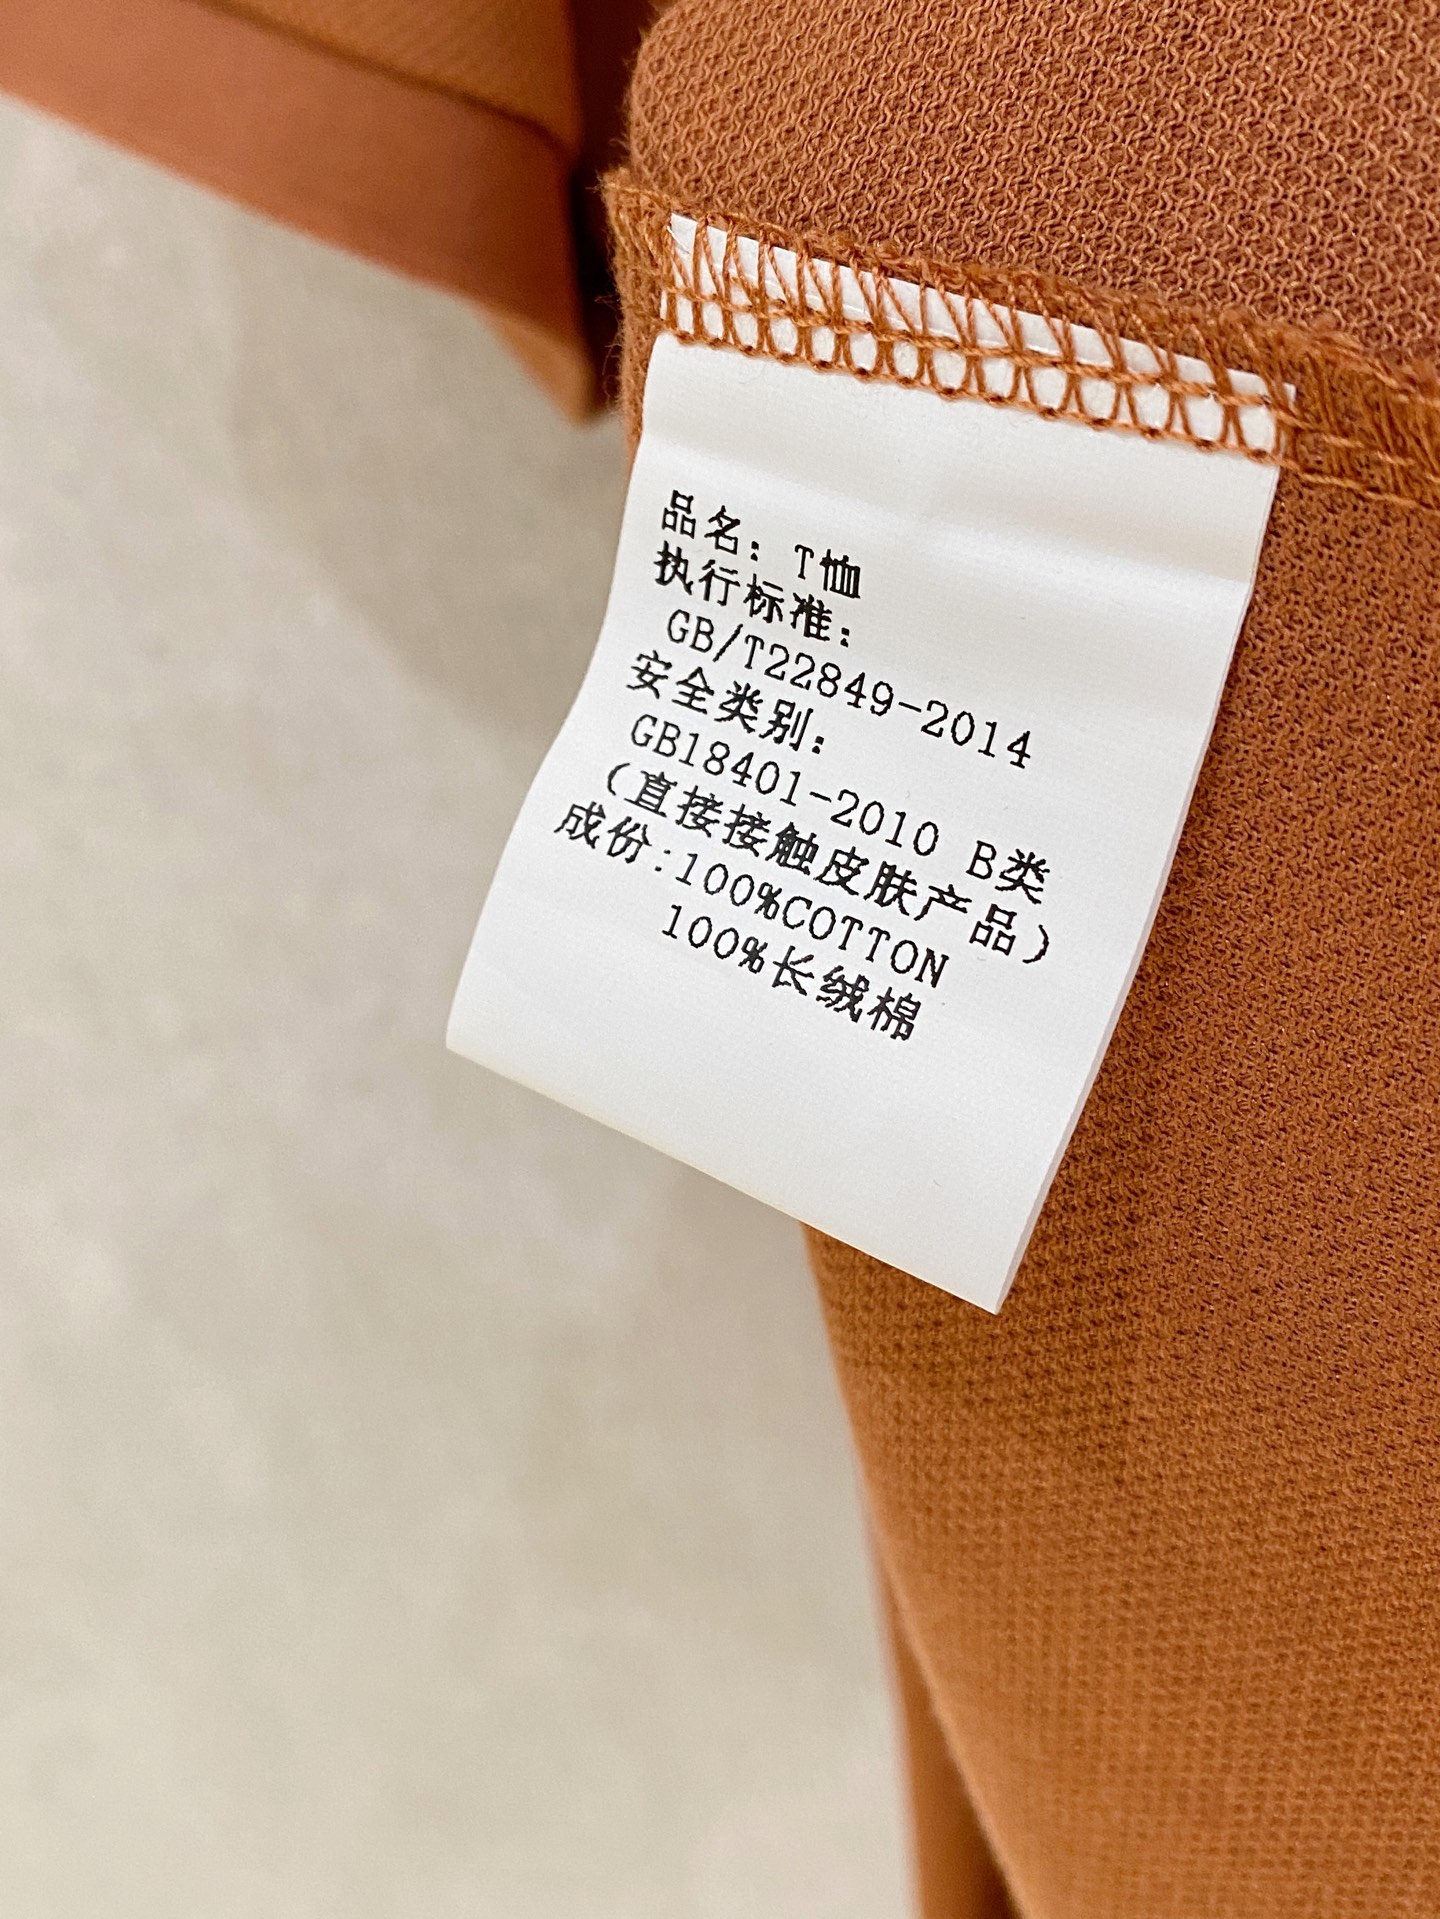 品名：T恤
执行标准：
GB/T22849-2014
安全类别：
GB18401-2010 B类
（直接接触皮肤产品）
成份:100%COTTON
100%长绒棉